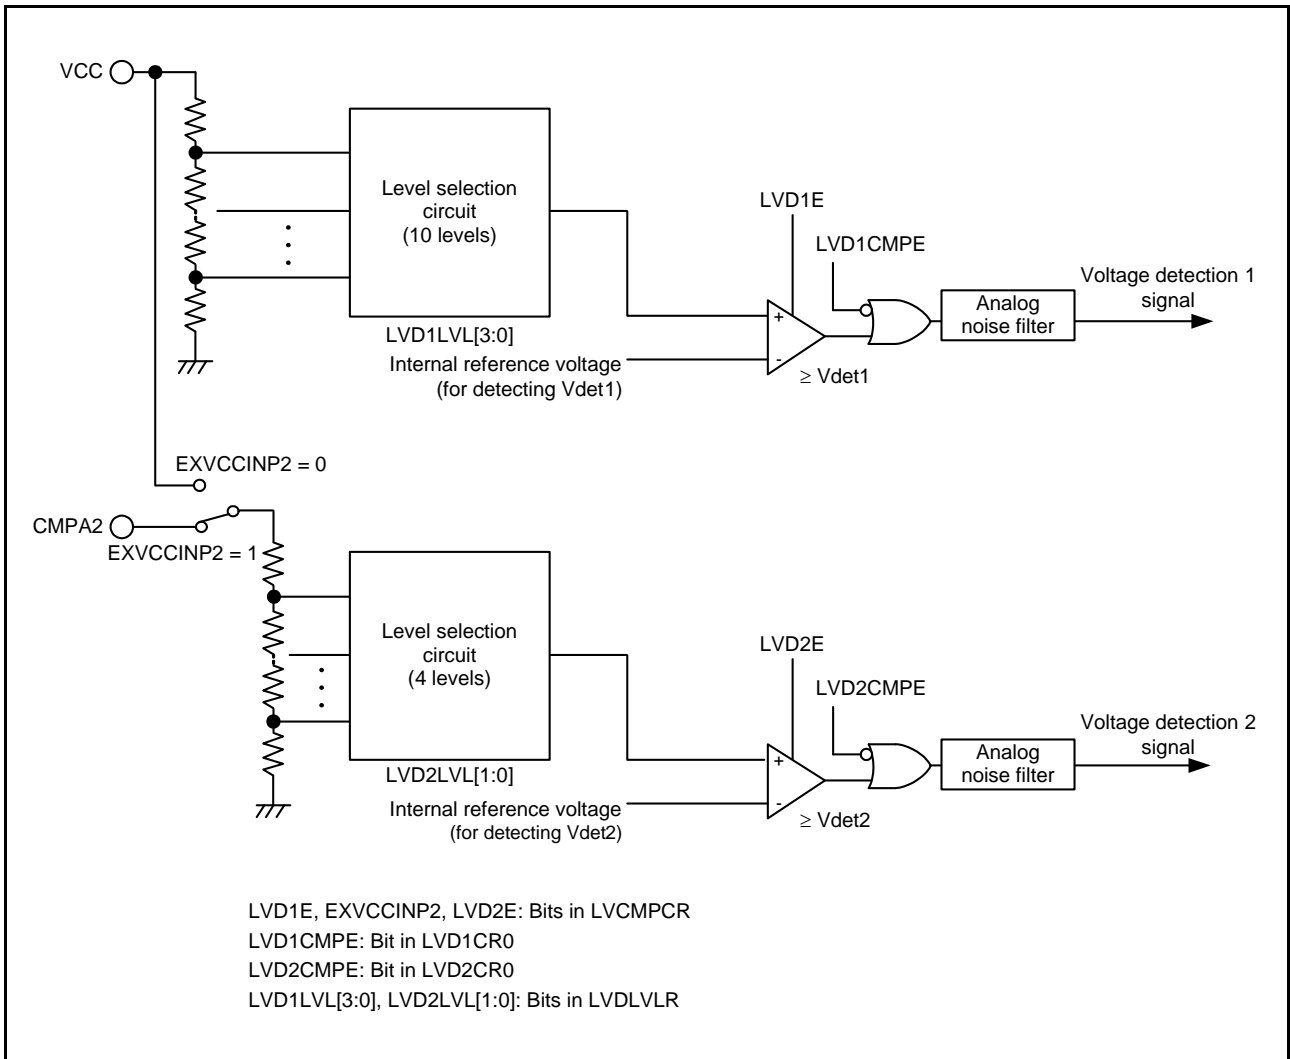 VCC
Level selection
circuit
(10 levels)
LVD1LVL[3:0]
Internal reference voltage
(for detecting Vdet1)
LVD1E
LVD1CMPE
+
-
≥ Vdet1
Analog
noise filter
Voltage detection 1
signal
EXVCCINP2 = 0
CMPA2
EXVCCINP2 = 1
Level selection
circuit
(4 levels)
LVD2LVL[1:0]
Internal reference voltage
(for detecting Vdet2)
LVD2E
LVD2CMPE
+
-
≥ Vdet2
Analog
noise filter
Voltage detection 2
signal
LVD1E, EXVCCINP2, LVD2E: Bits in LVCMPCR
LVD1CMPE: Bit in LVD1CR0
LVD2CMPE: Bit in LVD2CR0
LVD1LVL[3:0], LVD2LVL[1:0]: Bits in LVDLVLR